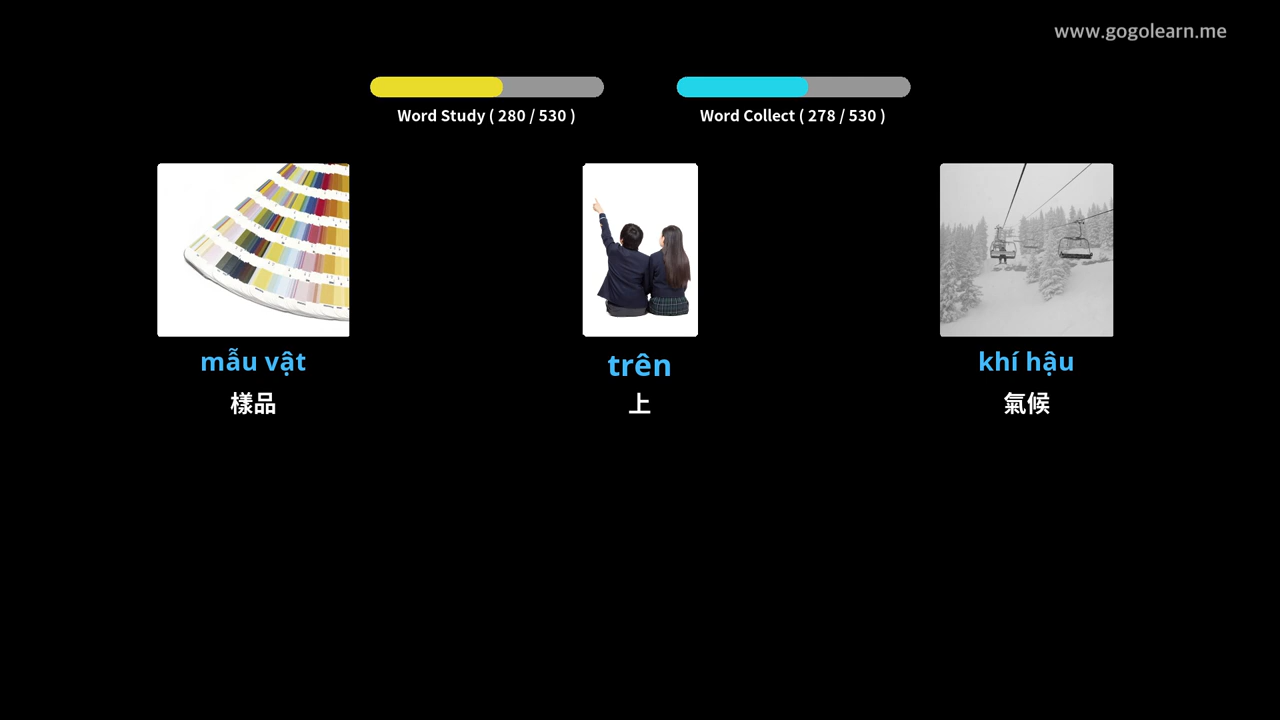 www.gogolearn.me
Word Study ( 280 / 530 )
Word Collect ( 278 / 530 )
mẫu vật
樣品
trên
上
khí hậu
氣候